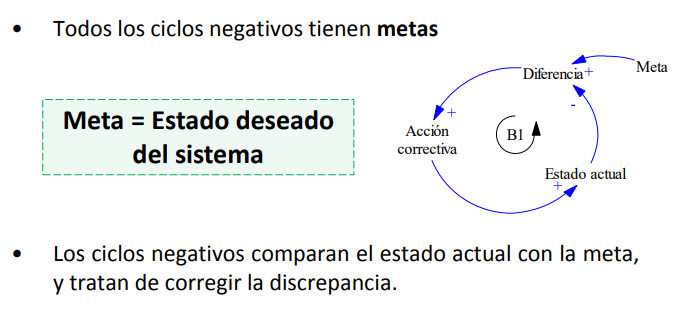 • Todos los ciclos negativos tienen metas
Meta = Estado deseado
del sistema
Diferencia
+
Meta
-
+
Acción
correctiva
B1
Estado actual
+
• Los ciclos negativos comparan el estado actual con la meta,
y tratan de corregir la discrepancia.